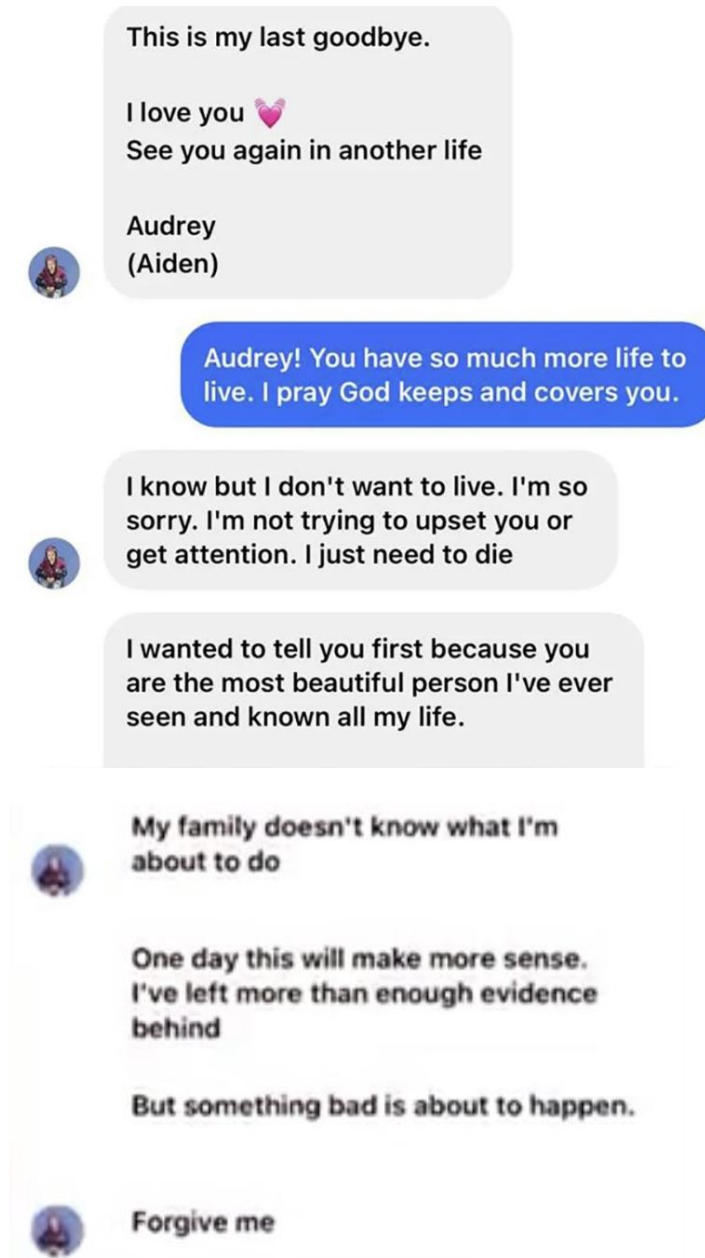 This is my last goodbye.
I love you 💓
See you again in another life
Audrey
(Aiden)
Audrey! You have so much more life to
live. I pray God keeps and covers you.
I know but I don't want to live. I'm so
sorry. I'm not trying to upset you or
get attention. I just need to die
I wanted to tell you first because you
are the most beautiful person I've ever
seen and known all my life.
My family doesn't know what I'm
about to do
One day this will make more sense.
I've left more than enough evidence
behind
But something bad is about to happen.
Forgive me